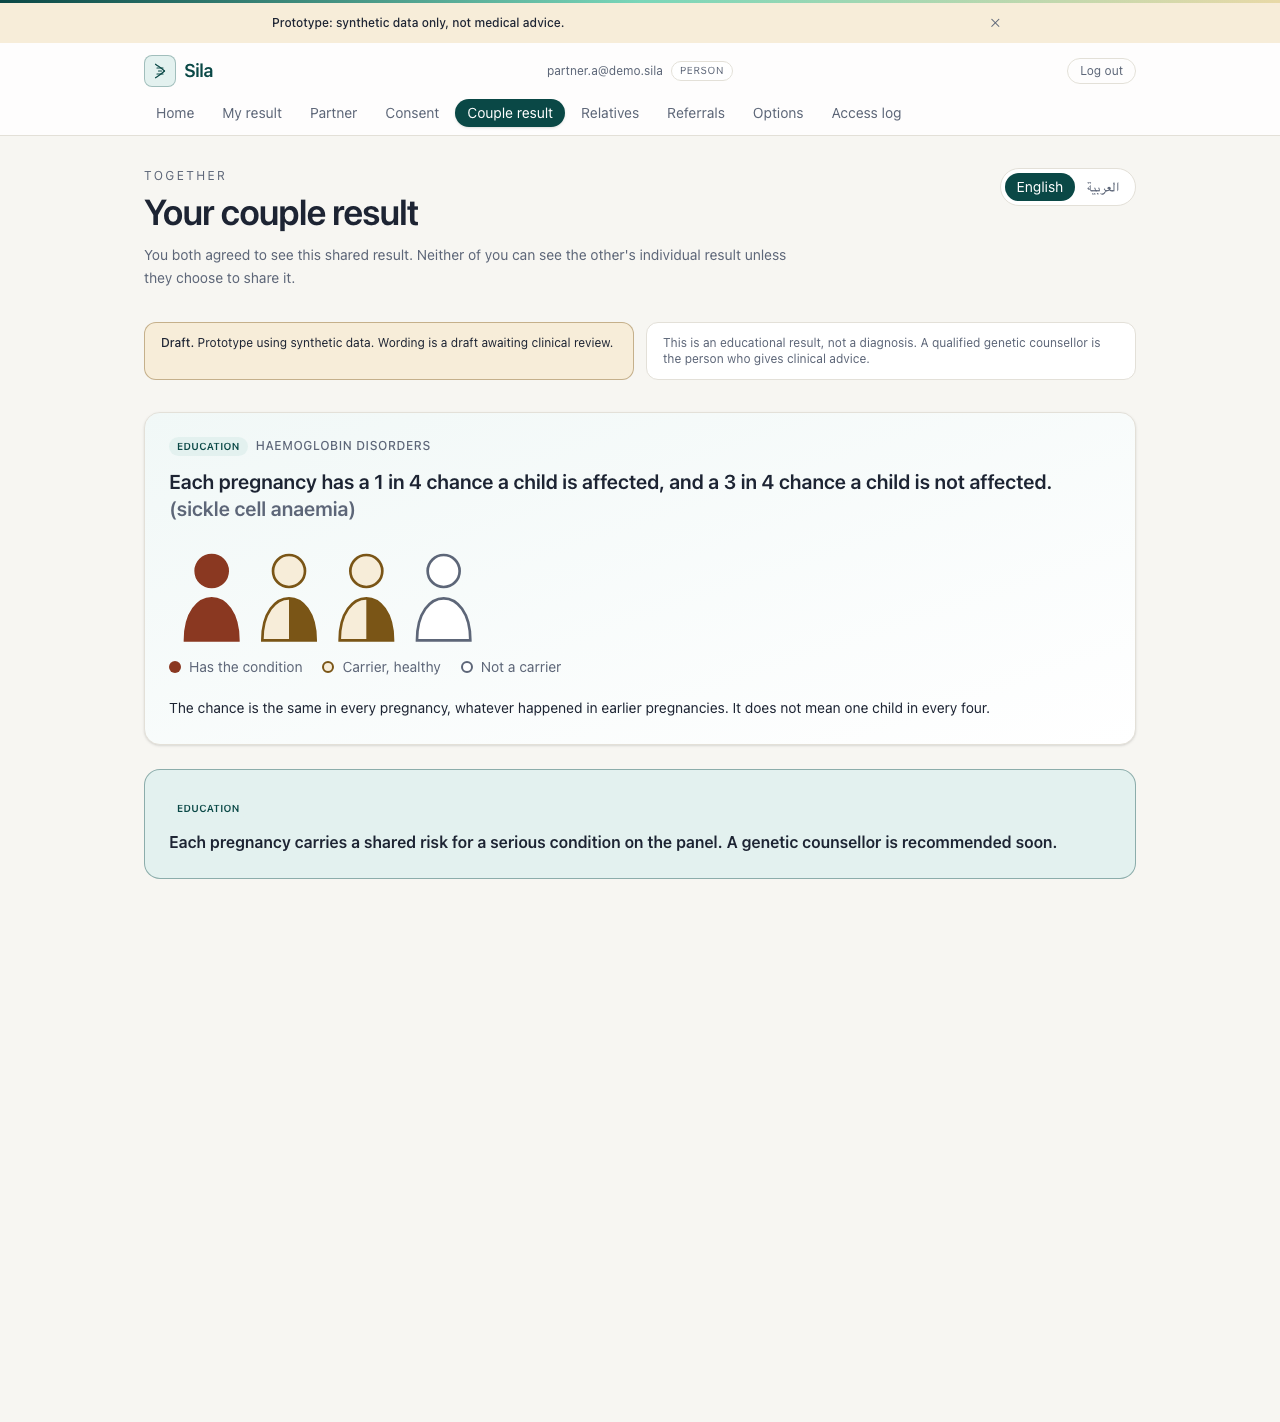 Prototype: synthetic data only, not medical advice.
Sila
partner.a@demo.sila
PERSON
Log out
Home
My result
Partner
Consent
Couple result
Relatives
Referrals
Options
Access log
TOGETHER
English
العربية
Your couple result
You both agreed to see this shared result. Neither of you can see the other's individual result unless
they choose to share it.
Draft. Prototype using synthetic data. Wording is a draft awaiting clinical review.
This is an educational result, not a diagnosis. A qualified genetic counsellor is
the person who gives clinical advice.
EDUCATION
HAEMOGLOBIN DISORDERS
Each pregnancy has a 1 in 4 chance a child is affected, and a 3 in 4 chance a child is not affected.
(sickle cell anaemia)
Has the condition
Carrier, healthy
Not a carrier
The chance is the same in every pregnancy, whatever happened in earlier pregnancies. It does not mean one child in every four.
EDUCATION
Each pregnancy carries a shared risk for a serious condition on the panel. A genetic counsellor is recommended soon.